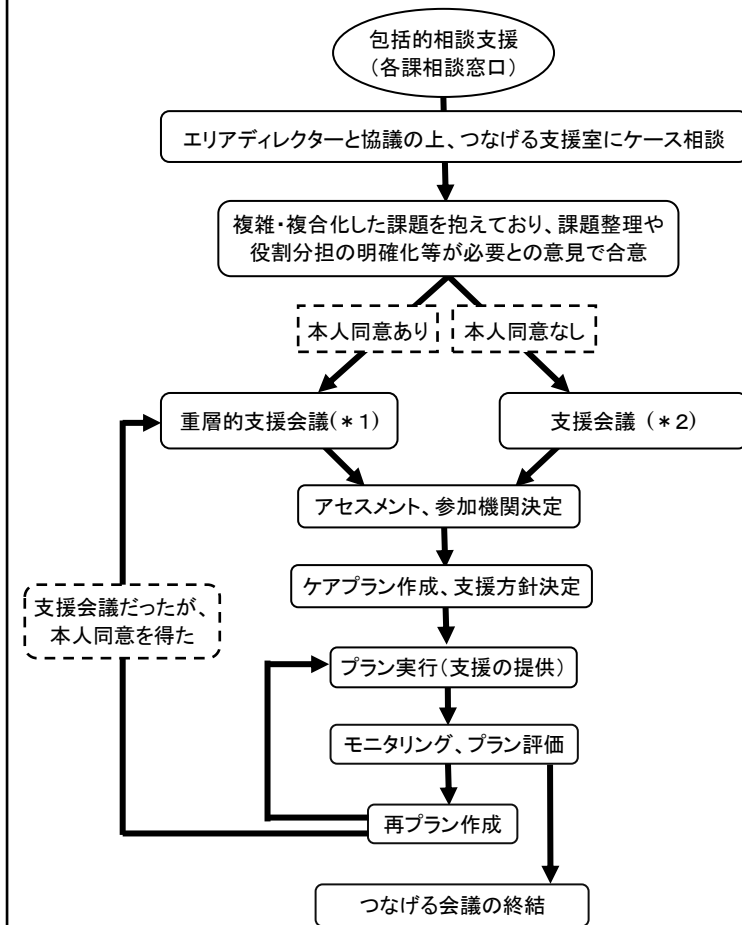 包括的相談支援
（各課相談窓口）
エリアディレクターと協議の上、つなげる支援室にケース相談
複雑・複合化した課題を抱えており、課題整理や
役割分担の明確化等が必要との意見で合意
本人同意あり
本人同意なし
重層的支援会議(＊1)
支援会議（＊2）
アセスメント、参加機関決定
ケアプラン作成、支援方針決定
支援会議だったが、
本人同意を得た
プラン実行（支援の提供）
モニタリング、プラン評価
再プラン作成
つなげる会議の終結